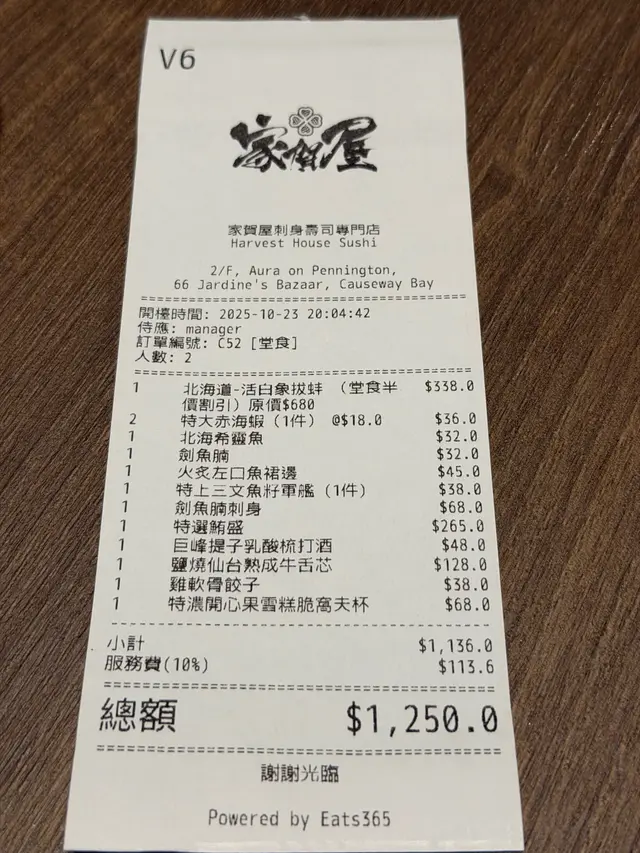 V6
家賀屋
家賀屋刺身壽司專門店
Harvest House Sushi
2/F, Aura on Pennington,
66 Jardine's Bazaar, Causeway Bay
開檯時間: 2025-10-23 20:04:42
侍應: manager
訂單編號: C52 [堂食]
人數: 2
1 北海道-活白象拔蚌 （堂食半 $338.0
價割引）原價$680
2 特大赤海蝦（1件） @$18.0 $36.0
1 北海希靈魚 $32.0
1 劍魚腩 $32.0
1 火炙左口魚裙邊 $45.0
1 特上三文魚籽軍艦（1件） $38.0
1 劍魚腩刺身 $68.0
1 特選鮪盛 $265.0
1 巨峰提子乳酸梳打酒 $48.0
1 鹽燒仙台熟成牛舌芯 $128.0
1 雞軟骨餃子 $38.0
1 特濃開心果雪糕脆窩夫杯 $68.0
小計 $1,136.0
服務費(10%) $113.6
總額 $1,250.0
謝謝光臨
Powered by Eats365